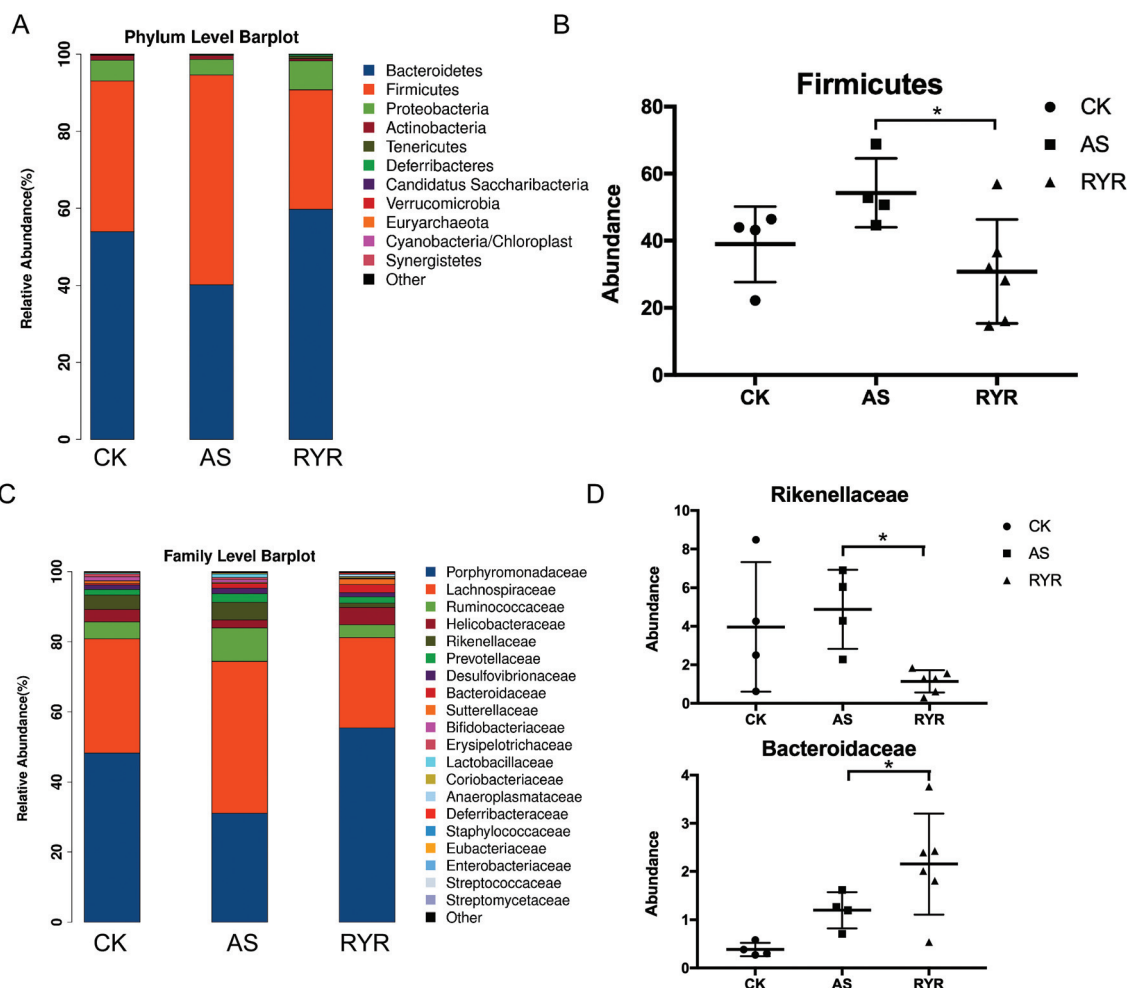 A
Phylum Level Barplot
Relative Abundance(%)
100
80
60
40
20
0
CK
AS
RYR
Bacteroidetes
Firmicutes
Proteobacteria
Actinobacteria
Tenericutes
Deferribacteres
Candidatus Saccharibacteria
Verrucomicrobia
Euryarchaeota
Cyanobacteria/Chloroplast
Synergistetes
Other
B
Firmicutes
Abundance
80
60
40
20
0
*
CK
AS
RYR
CK
AS
RYR
C
Family Level Barplot
Relative Abundance(%)
100
80
60
40
20
0
CK
AS
RYR
Porphyromonadaceae
Lachnospiraceae
Ruminococcaceae
Helicobacteraceae
Rikenellaceae
Prevotellaceae
Desulfovibrionaceae
Bacteroidaceae
Sutterellaceae
Bifidobacteriaceae
Erysipelotrichaceae
Lactobacillaceae
Coriobacteriaceae
Anaeroplasmataceae
Deferribacteraceae
Staphylococcaceae
Eubacteriaceae
Enterobacteriaceae
Streptococcaceae
Streptomycetaceae
Other
D
Rikenellaceae
Abundance
10
8
6
4
2
0
*
CK
AS
RYR
CK
AS
RYR
Bacteroidaceae
Abundance
4
3
2
1
0
*
CK
AS
RYR